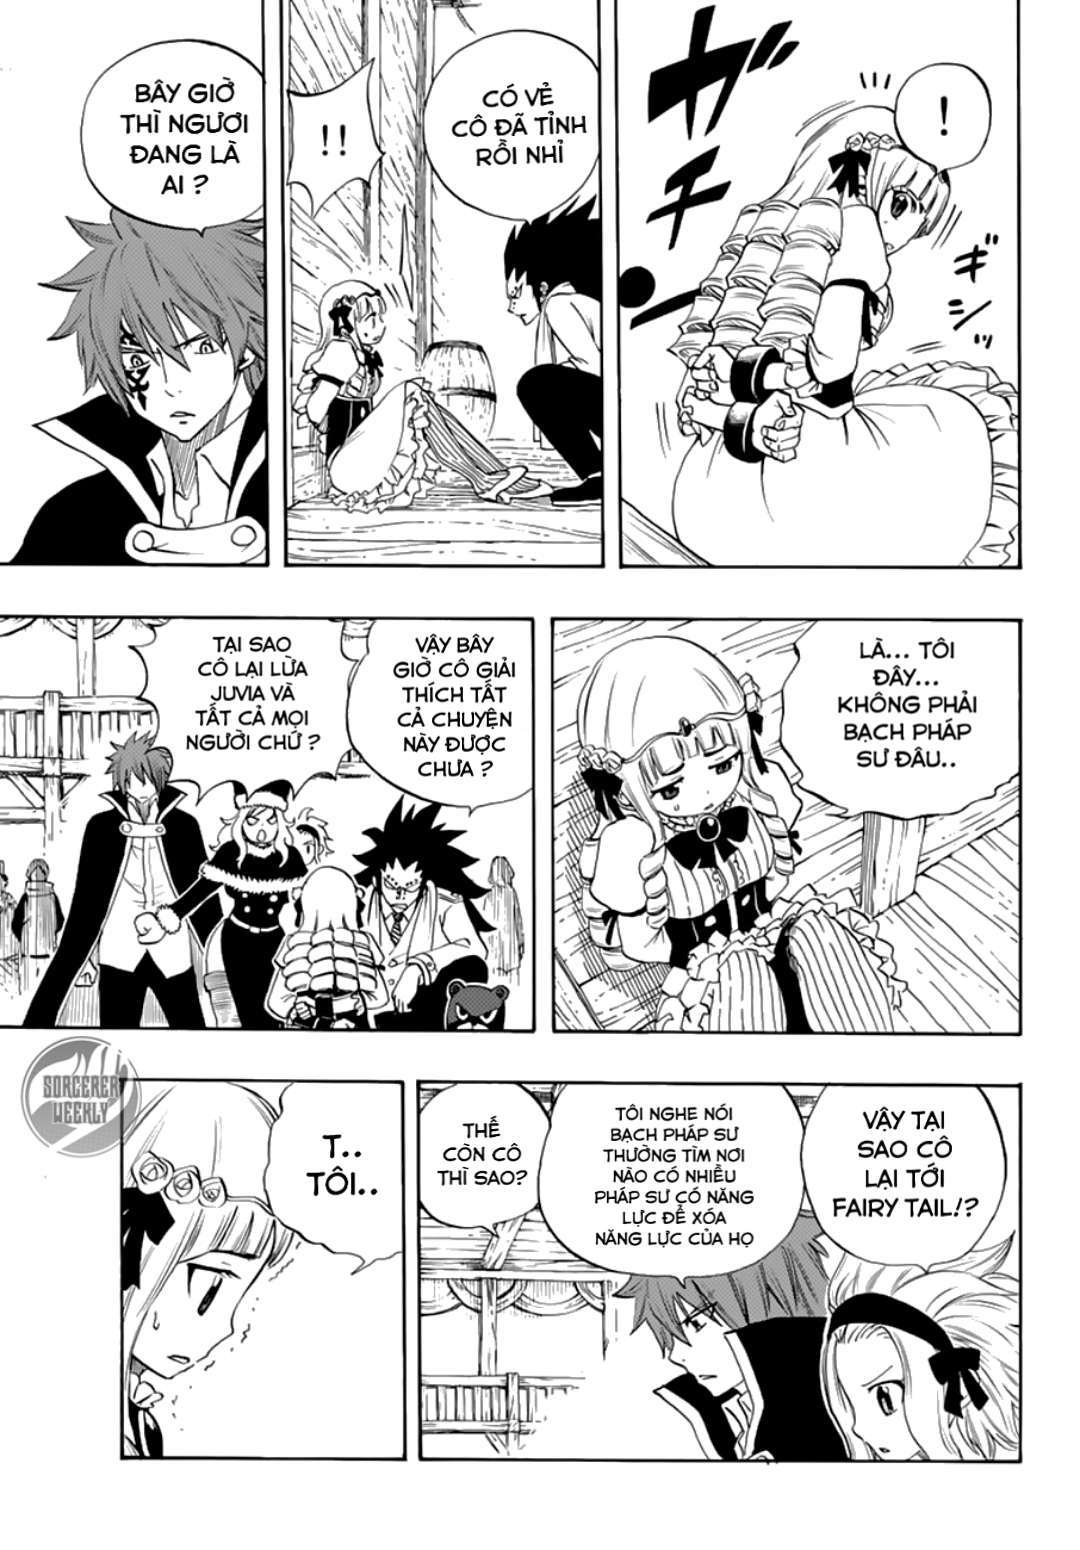 !
ガ
チ
ャ
ン
ギ
シ
CÓ VẺ
CÔ ĐÃ TỈNH
RỒI NHỈ
!!
BÂY GIỜ
THÌ NGƯƠI
ĐANG LÀ
AI ?
LÀ... TÔI
ĐÂY...
KHÔNG PHẢI
BẠCH PHÁP
SƯ ĐÂU..
VẬY BÂY
GIỜ CÔ GIẢI
THÍCH TẤT
CẢ CHUYỆN
NÀY ĐƯỢC
CHƯA ?
TẠI SAO
CÔ LẠI LỪA
JUVIA VÀ
TẤT CẢ MỌI
NGƯỜI CHỨ ?
VẬY TẠI
SAO CÔ
LẠI TỚI
FAIRY TAIL!?
TÔI NGHE NÓI
BẠCH PHÁP SƯ
THƯỜNG TÌM NƠI
NÀO CÓ NHIỀU
PHÁP SƯ CÓ NĂNG
LỰC ĐỂ XÓA
NĂNG LỰC CỦA HỌ
THẾ
CÒN CÔ
THÌ SAO?
T..
TÔI..
SORCERER
WEEKLY